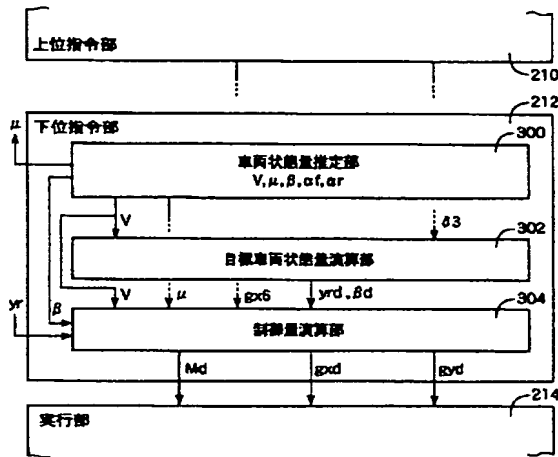 上位指令部
210
212
下位指令部
μ
300
車両状態量推定部
V,μ,β,αf,αr
V
δ3
302
目標車両状態量演算部
yr
β
V
μ
gx6
yrd,βd
304
制御量演算部
Md
gxd
gyd
214
実行部